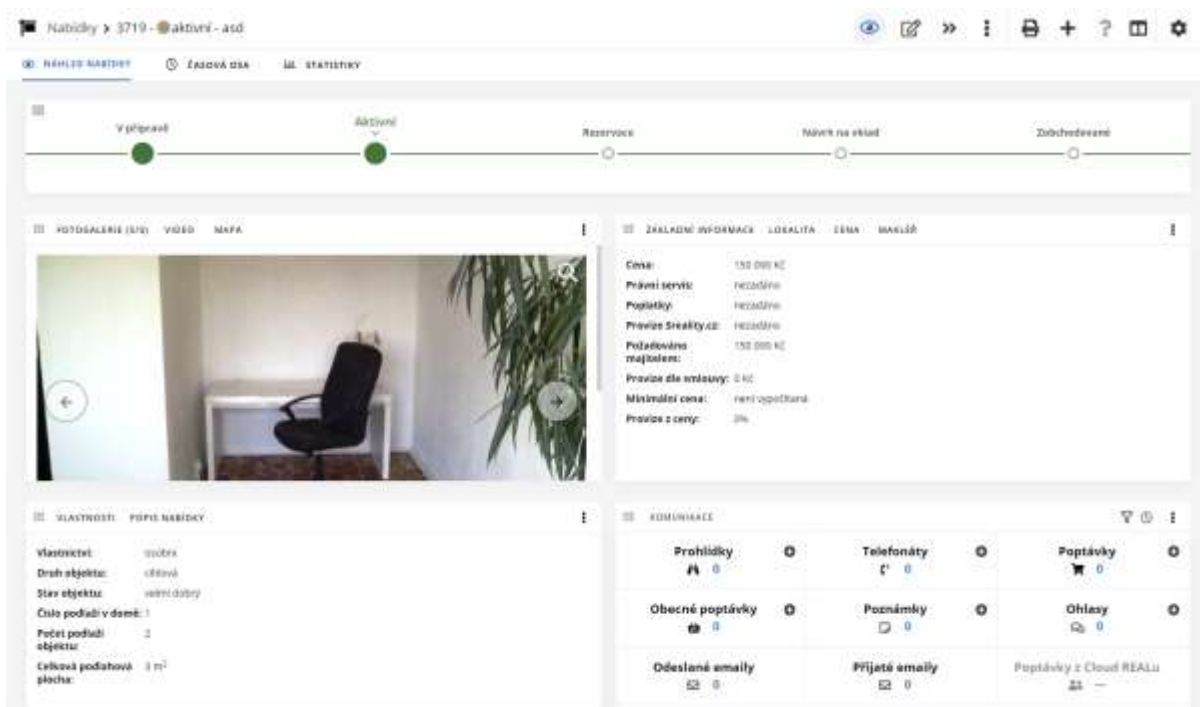 Nabídky > 3719 - aktivní - asd
NÁHLED NABÍDKY ČASOVÁ OSA STATISTIKY
V přípravě
Aktivní
Rezervace
Návrh na vklad
Zobchodované
FOTOGALERIE (5/5) VIDEO MAPA
ZÁKLADNÍ INFORMACE LOKALITA CENA MAKLÉŘ
Cena: 150 000 Kč
Právní servis: nezadáno
Poplatky: nezadáno
Provize Sreality.cz: nezadáno
Požadováno 150 000 Kč
majitelem:
Provize dle smlouvy: 0 Kč
Minimální cena: není vypočítaná
Provize z ceny: 0%
VLASTNOSTI POPIS NABÍDKY
Vlastnictví: osobní
Druh objektu: cihlová
Stav objektu: velmi dobrý
Číslo podlaží v domě: 1
Počet podlaží 2
objektu:
Celková podlahová 3 m²
plocha:
KOMUNIKACE
Prohlídky Telefonáty Poptávky
0 0 0
Obecné poptávky Poznámky Ohlasy
0 0 0
Odeslané emaily Přijaté emaily Poptávky z Cloud REALu
0 0 —